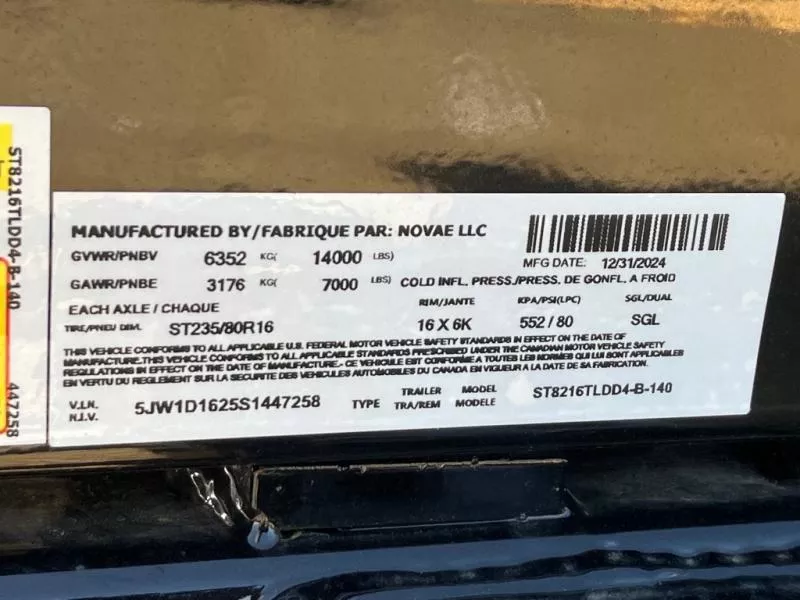 MANUFACTURED BY/FABRIQUE PAR: NOVAE LLC
MFG DATE: 12/31/2024
GVWR/PNBV 6352 KG( 14000 LBS)
GAWR/PNBE 3176 KG( 7000 LBS) COLD INFL. PRESS./PRESS. DE GONFL. A FROID
EACH AXLE / CHAQUE RIM/JANTE KPA/PSI(LPC) SGL/DUAL
TIRE/PNEU DIM. ST235/80R16 16 X 6K 552 / 80 SGL
THIS VEHICLE CONFORMS TO ALL APPLICABLE U.S. FEDERAL MOTOR VEHICLE SAFETY STANDARDS IN EFFECT ON THE DATE OF
MANUFACTURE.THIS VEHICLE CONFORMS TO ALL APPLICABLE STANDARDS PRESCRIBED UNDER THE CANADIAN MOTOR VEHICLE SAFETY
REGULATIONS IN EFFECT ON THE DATE OF MANUFACTURE.- CE VEHICULE EST CONFORME A TOUTES LES NORMES QUI LUI SONT APPLICABLES
EN VERTU DU REGLEMENT SUR LA SECURITE DES VEHICULES AUTOMOBILES DU CANADA EN VIGUEUR A LA DATE DE SA FABRICATION
V.I.N. 5JW1D1625S1447258 TYPE TRAILER MODEL ST8216TLDD4-B-140
N.I.V. TRA/REM MODELE
ST8216TLDD4-B-140 447258